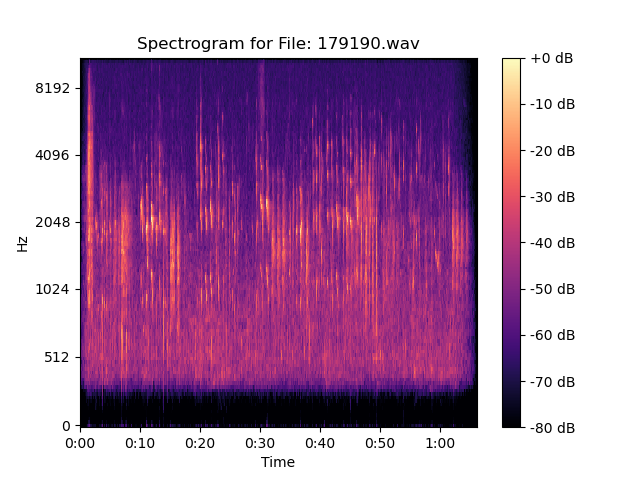 Spectrogram for File: 179190.wav
8192
4096
2048
1024
512
0
Hz
0:00 0:10 0:20 0:30 0:40 0:50 1:00
Time
+0 dB
-10 dB
-20 dB
-30 dB
-40 dB
-50 dB
-60 dB
-70 dB
-80 dB